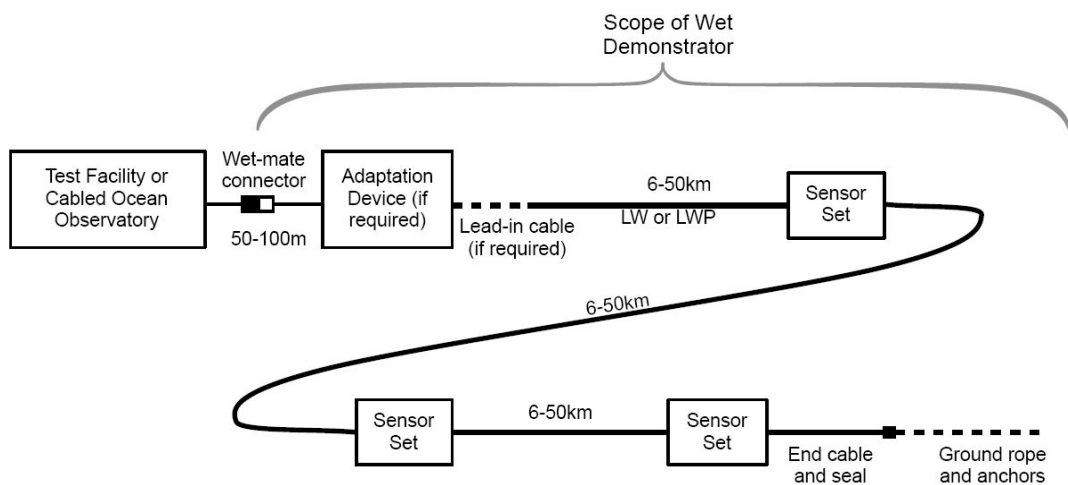 Scope of Wet
Demonstrator
Test Facility or
Cabled Ocean
Observatory
Wet-mate
connector
50-100m
Adaptation
Device (if
required)
Lead-in cable
(if required)
6-50km
LW or LWP
Sensor
Set
6-50km
Sensor
Set
6-50km
Sensor
Set
End cable
and seal
Ground rope
and anchors